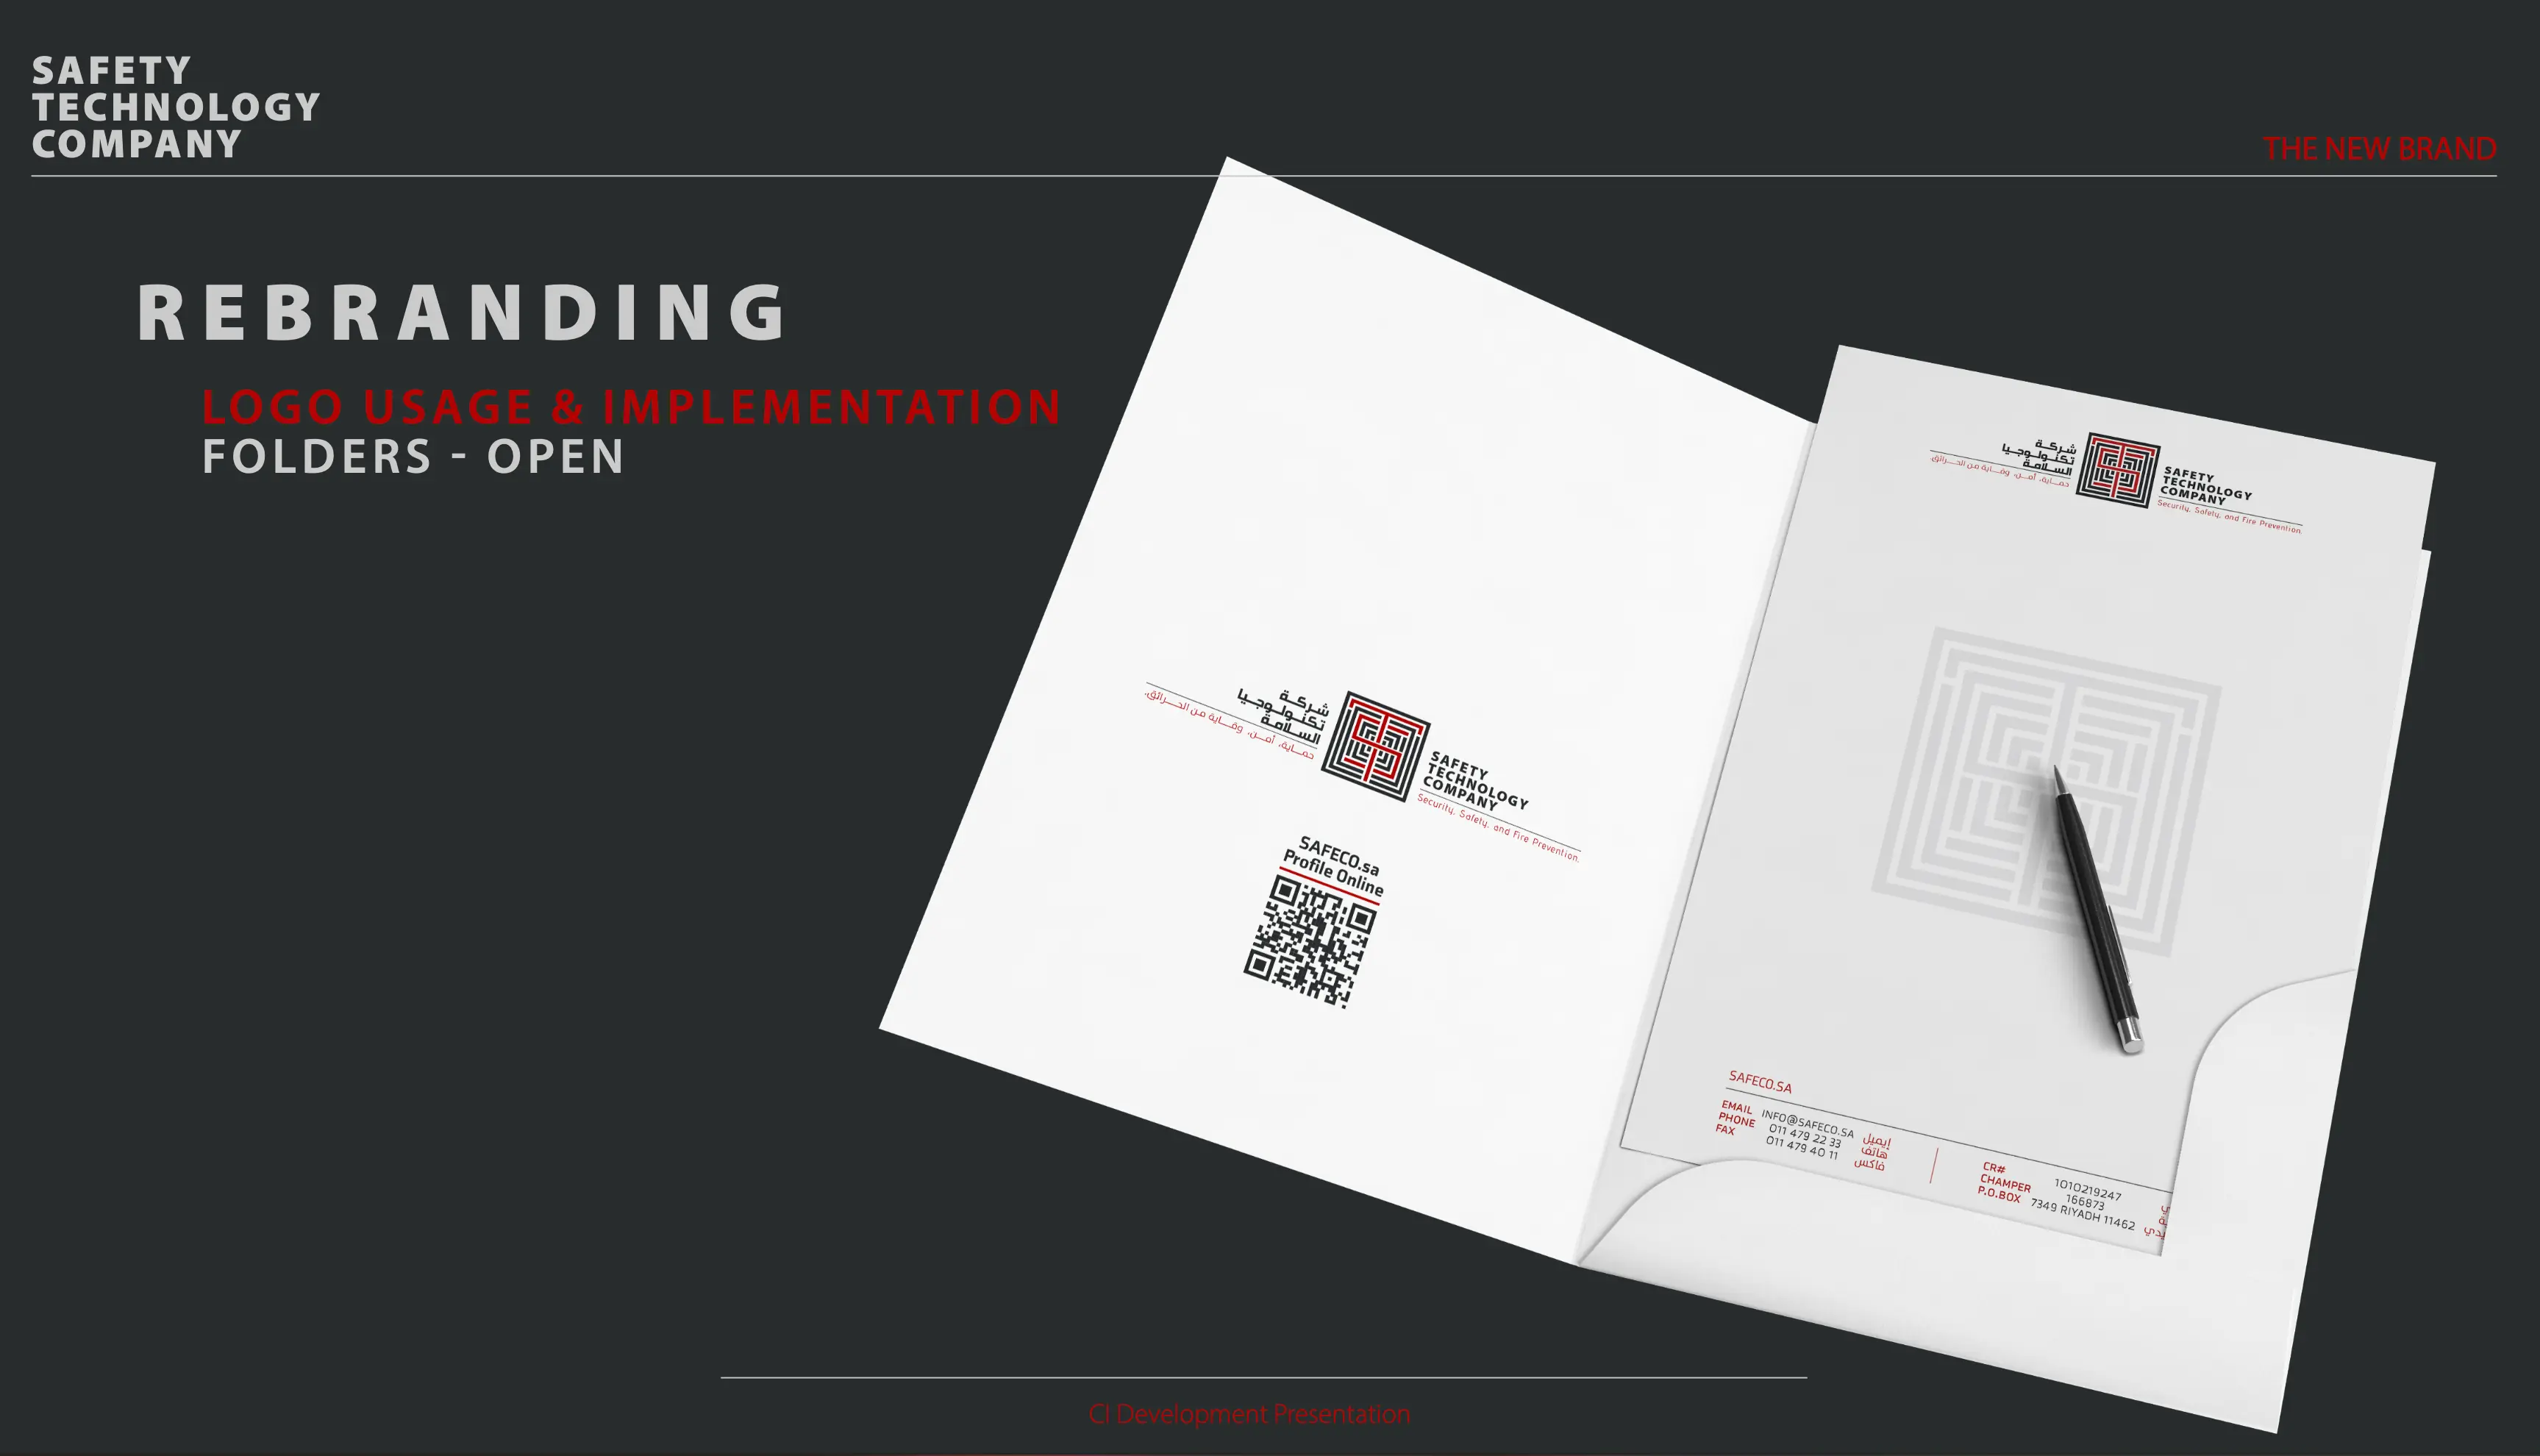 SAFETY
TECHNOLOGY
COMPANY
THE NEW BRAND
REBRANDING
LOGO USAGE & IMPLEMENTATION
FOLDERS - OPEN
شركة
تكنولوجيا
السلامة
حماية، أمن، وقاية من الحرائق.
SAFETY
TECHNOLOGY
COMPANY
Security, Safety, and Fire Prevention.
SAFECO.sa
Profile Online
شركة
تكنولوجيا
السلامة
حماية، أمن، وقاية من الحرائق.
SAFETY
TECHNOLOGY
COMPANY
Security, Safety, and Fire Prevention.
SAFECO.SA
EMAIL INFO@SAFECO.SA إيميل
PHONE 011 479 22 33 هاتف
FAX 011 479 40 11 فاكس
CR# 1010219247
CHAMPER 166873
P.O.BOX 7349 RIYADH 11462
CI Development Presentation